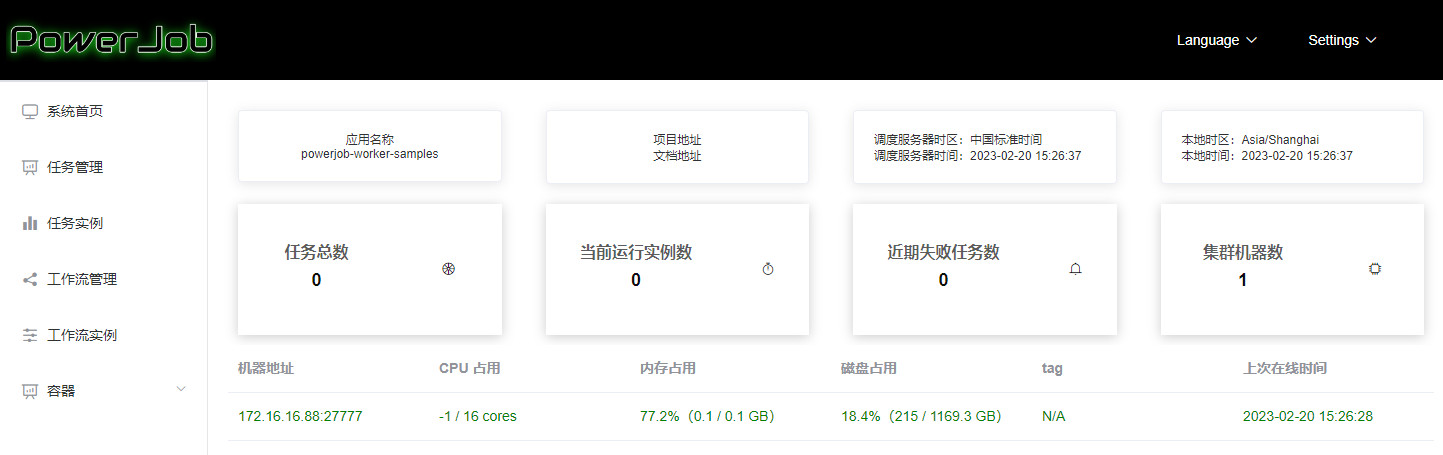 PowerJob
Language
Settings
系统首页
任务管理
任务实例
工作流管理
工作流实例
容器
应用名称
powerjob-worker-samples
项目地址
文档地址
调度服务器时区：中国标准时间
调度服务器时间：2023-02-20 15:26:37
本地时区：Asia/Shanghai
本地时间：2023-02-20 15:26:37
任务总数
0
当前运行实例数
0
近期失败任务数
0
集群机器数
1
机器地址 CPU 占用 内存占用 磁盘占用 tag 上次在线时间
172.16.16.88:27777 -1 / 16 cores 77.2%（0.1 / 0.1 GB） 18.4%（215 / 1169.3 GB） N/A 2023-02-20 15:26:28